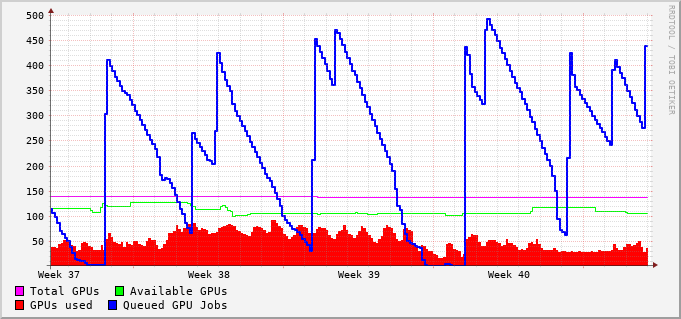 500
450
400
350
300
250
200
150
100
50
Week 37 Week 38 Week 39 Week 40
Total GPUs Available GPUs
GPUs used Queued GPU Jobs
RRDTOOL / TOBI OETIKER